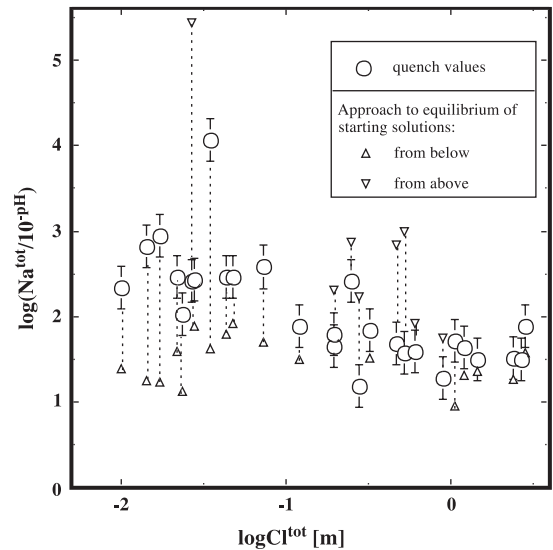 5
4
3
2
1
0
-2
-1
0
log(Na^tot/10^-pH)
logCl^tot [m]
quench values
Approach to equilibrium of
starting solutions:
from below
from above